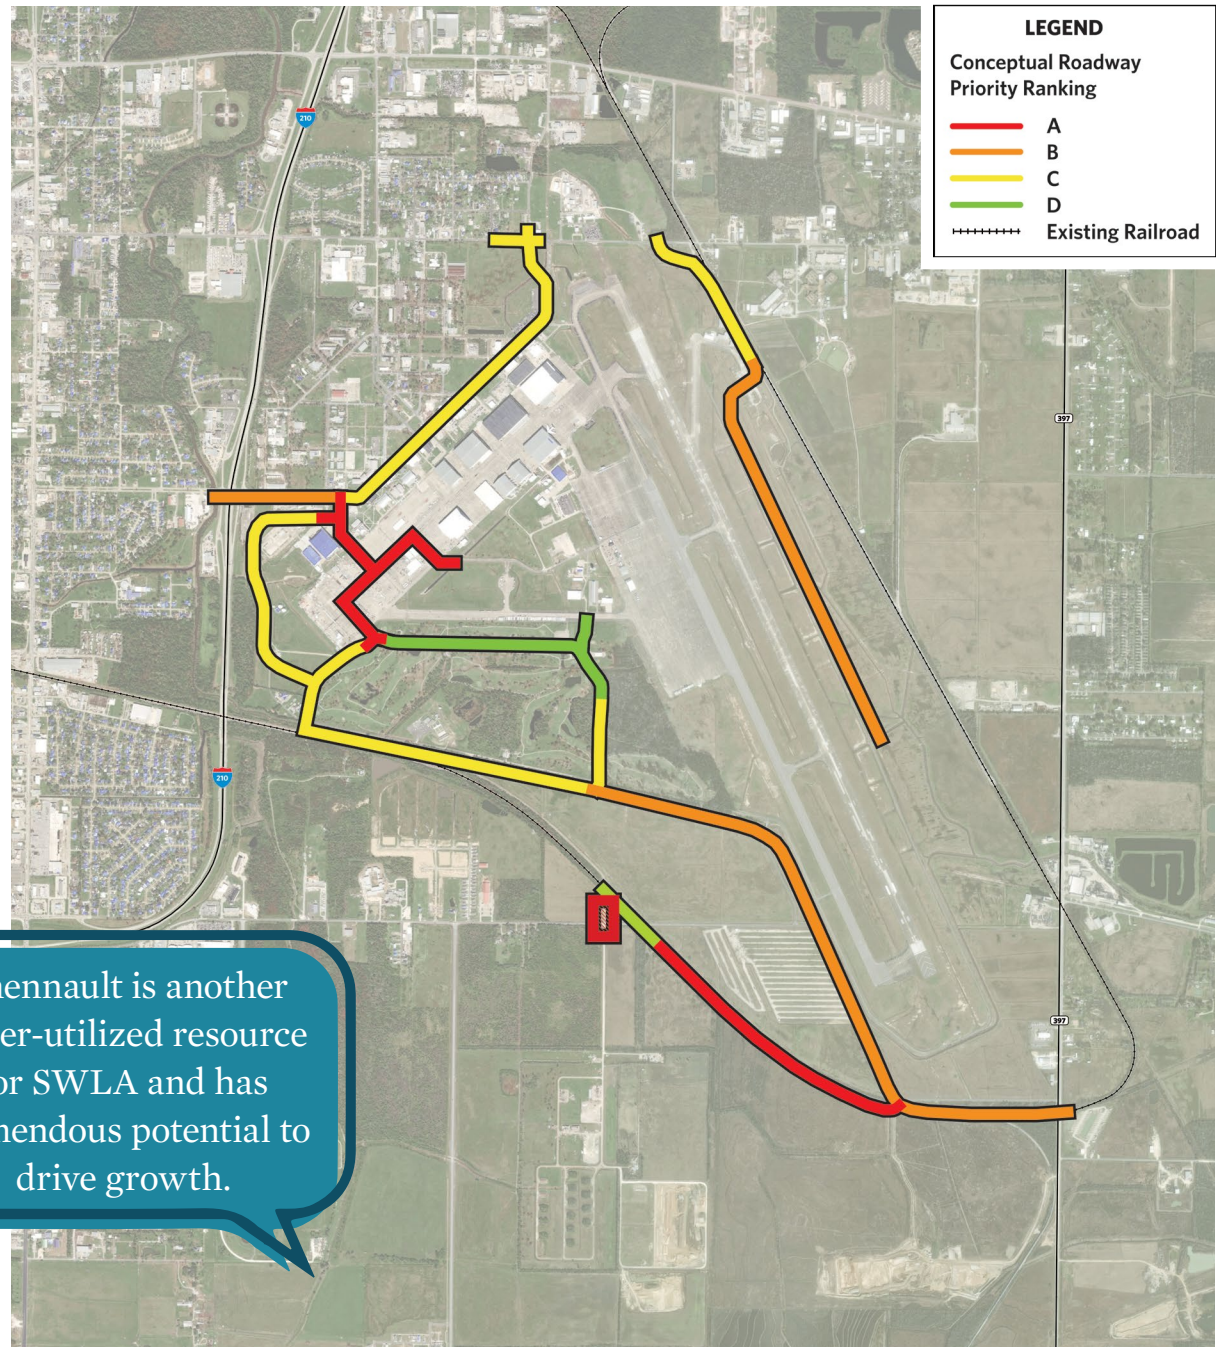 LEGEND
Conceptual Roadway
Priority Ranking
A
B
C
D
Existing Railroad
210
397
210
397
hennault is another
er-utilized resource
or SWLA and has
mendous potential to
drive growth.